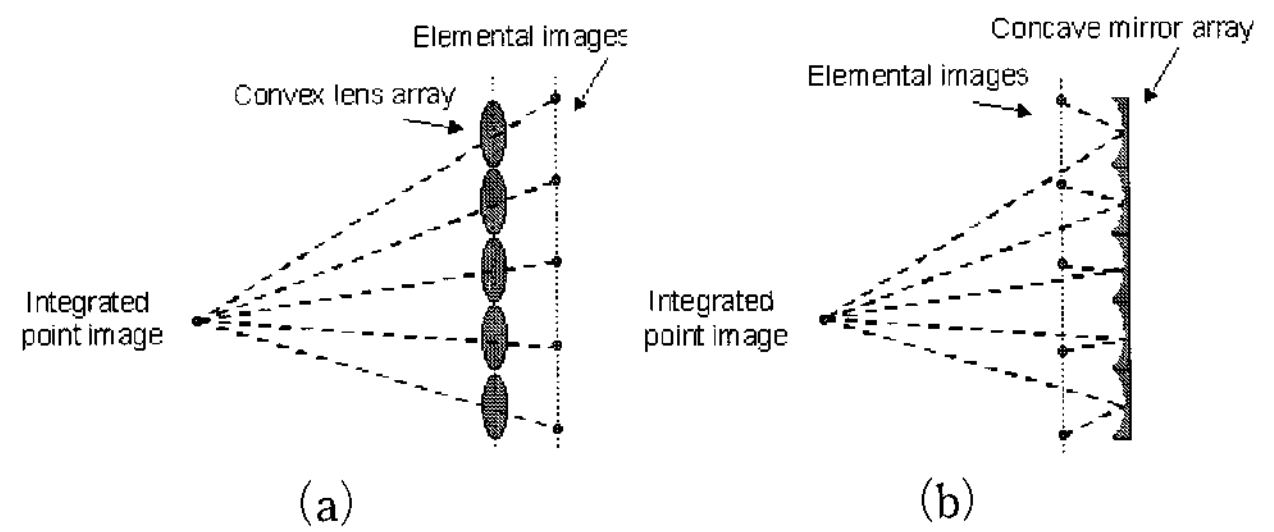 Elemental images
Convex lens array
Integrated
point image
(a)
Concave mirror array
Elemental images
Integrated
point image
(b)